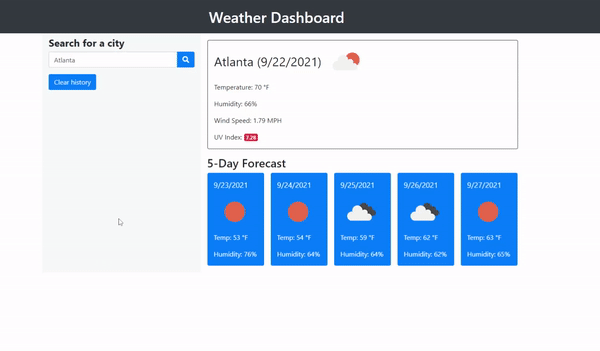 Weather Dashboard
Search for a city
Atlanta
Clear history
Atlanta (9/22/2021)
Temperature: 70 °F
Humidity: 66%
Wind Speed: 1.79 MPH
UV Index: 7.28
5-Day Forecast
9/23/2021
Temp: 53 °F
Humidity: 76%
9/24/2021
Temp: 54 °F
Humidity: 64%
9/25/2021
Temp: 59 °F
Humidity: 64%
9/26/2021
Temp: 62 °F
Humidity: 62%
9/27/2021
Temp: 63 °F
Humidity: 65%